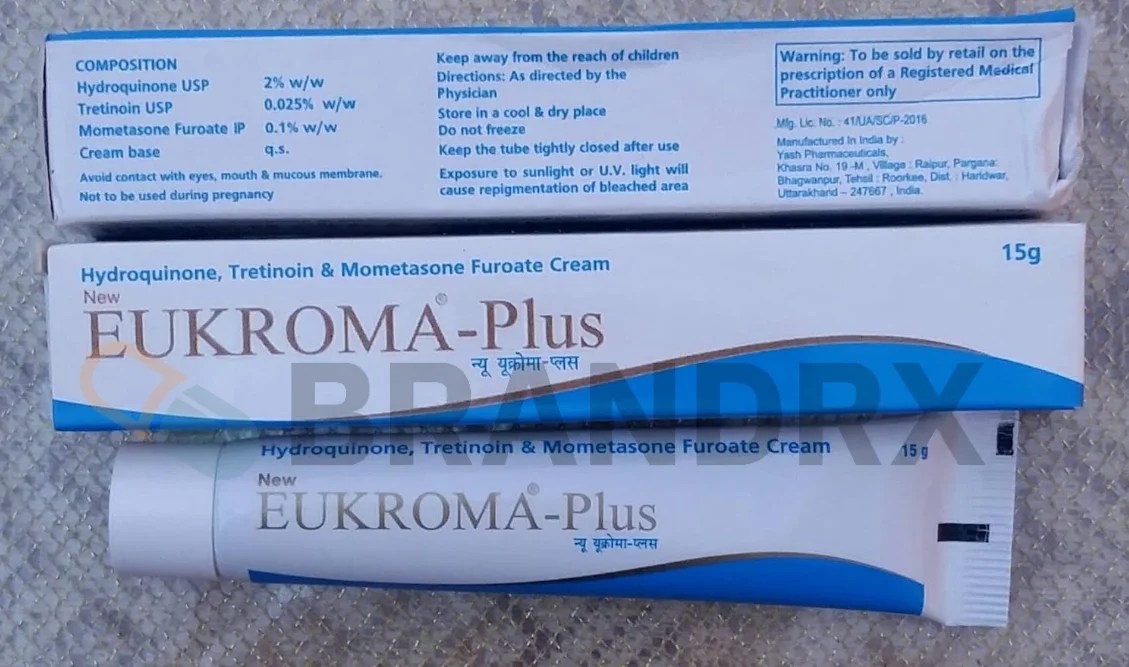 COMPOSITION
Hydroquinone USP 2% w/w
Tretinoin USP 0.025% w/w
Mometasone Furoate IP 0.1% w/w
Cream base q.s.
Avoid contact with eyes, mouth & mucous membrane.
Not to be used during pregnancy
Keep away from the reach of children
Directions: As directed by the
Physician
Store in a cool & dry place
Do not freeze
Keep the tube tightly closed after use
Exposure to sunlight or U.V. light will
cause repigmentation of bleached area
Warning: To be sold by retail on the
prescription of a Registered Medical
Practitioner only
Mfg. Lic. No. : 41/UA/SC/P-2016
Manufactured In India by :
Yash Pharmaceuticals,
Khasra No. 19 -M , Village : Raipur, Pargana:
Bhagwanpur, Tehsil : Roorkee, Dist. : Haridwar,
Uttarakhand – 247667 , India.
Hydroquinone, Tretinoin & Mometasone Furoate Cream
15g
New
EUKROMA®-Plus
न्यू यूक्रोमा-प्लस
BRANDRX
Hydroquinone, Tretinoin & Mometasone Furoate Cream
15 g
New
EUKROMA®-Plus
न्यू यूक्रोमा-प्लस